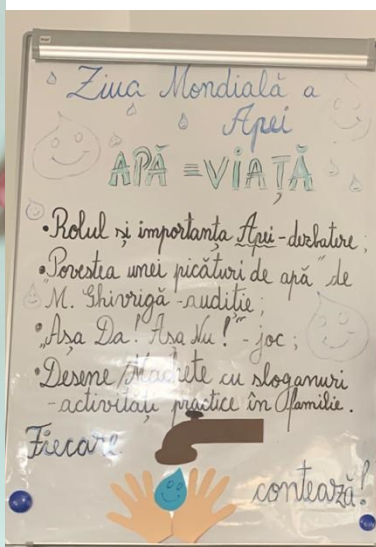 Ziua Mondială a
Apei
APĂ = VIAȚĂ
• Rolul și importanța Apei - dezbatere;
• "Povestea unei picături de apă" de
M. Ghivrigă - audiție;
• "Așa Da! Așa Nu!" - joc;
• Desene/Machete cu sloganuri
- activități practice în familie.
Fiecare
contează!